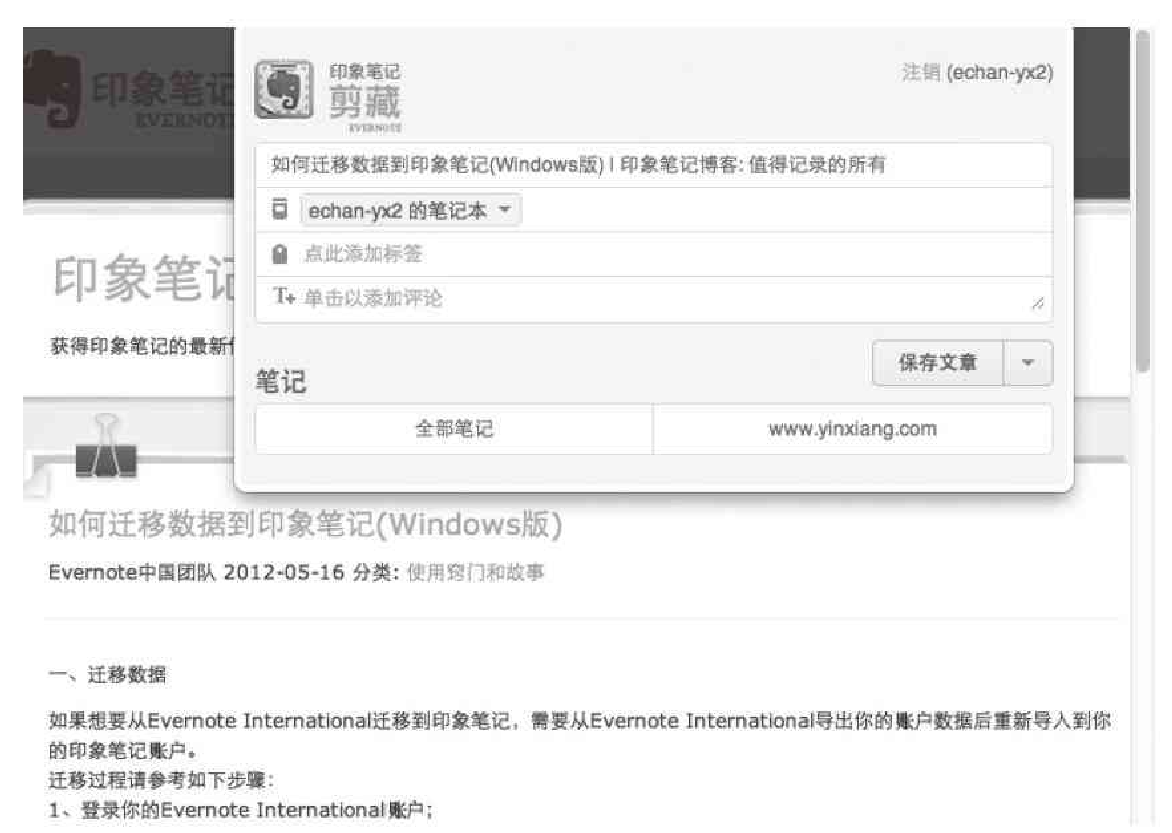 印象笔记
EVERNOTE
印象笔记
剪藏
EVERNOTE
注销 (echan-yx2)
如何迁移数据到印象笔记(Windows版) | 印象笔记博客: 值得记录的所有
echan-yx2 的笔记本
点此添加标签
T+ 单击以添加评论
保存文章
笔记
全部笔记
www.yinxiang.com
印象笔记
获得印象笔记的最新
如何迁移数据到印象笔记(Windows版)
Evernote中国团队 2012-05-16 分类: 使用窍门和故事
一、迁移数据
如果想要从Evernote International迁移到印象笔记，需要从Evernote International导出你的账户数据后重新导入到你
的印象笔记账户。
迁移过程请参考如下步骤：
1、登录你的Evernote International账户；